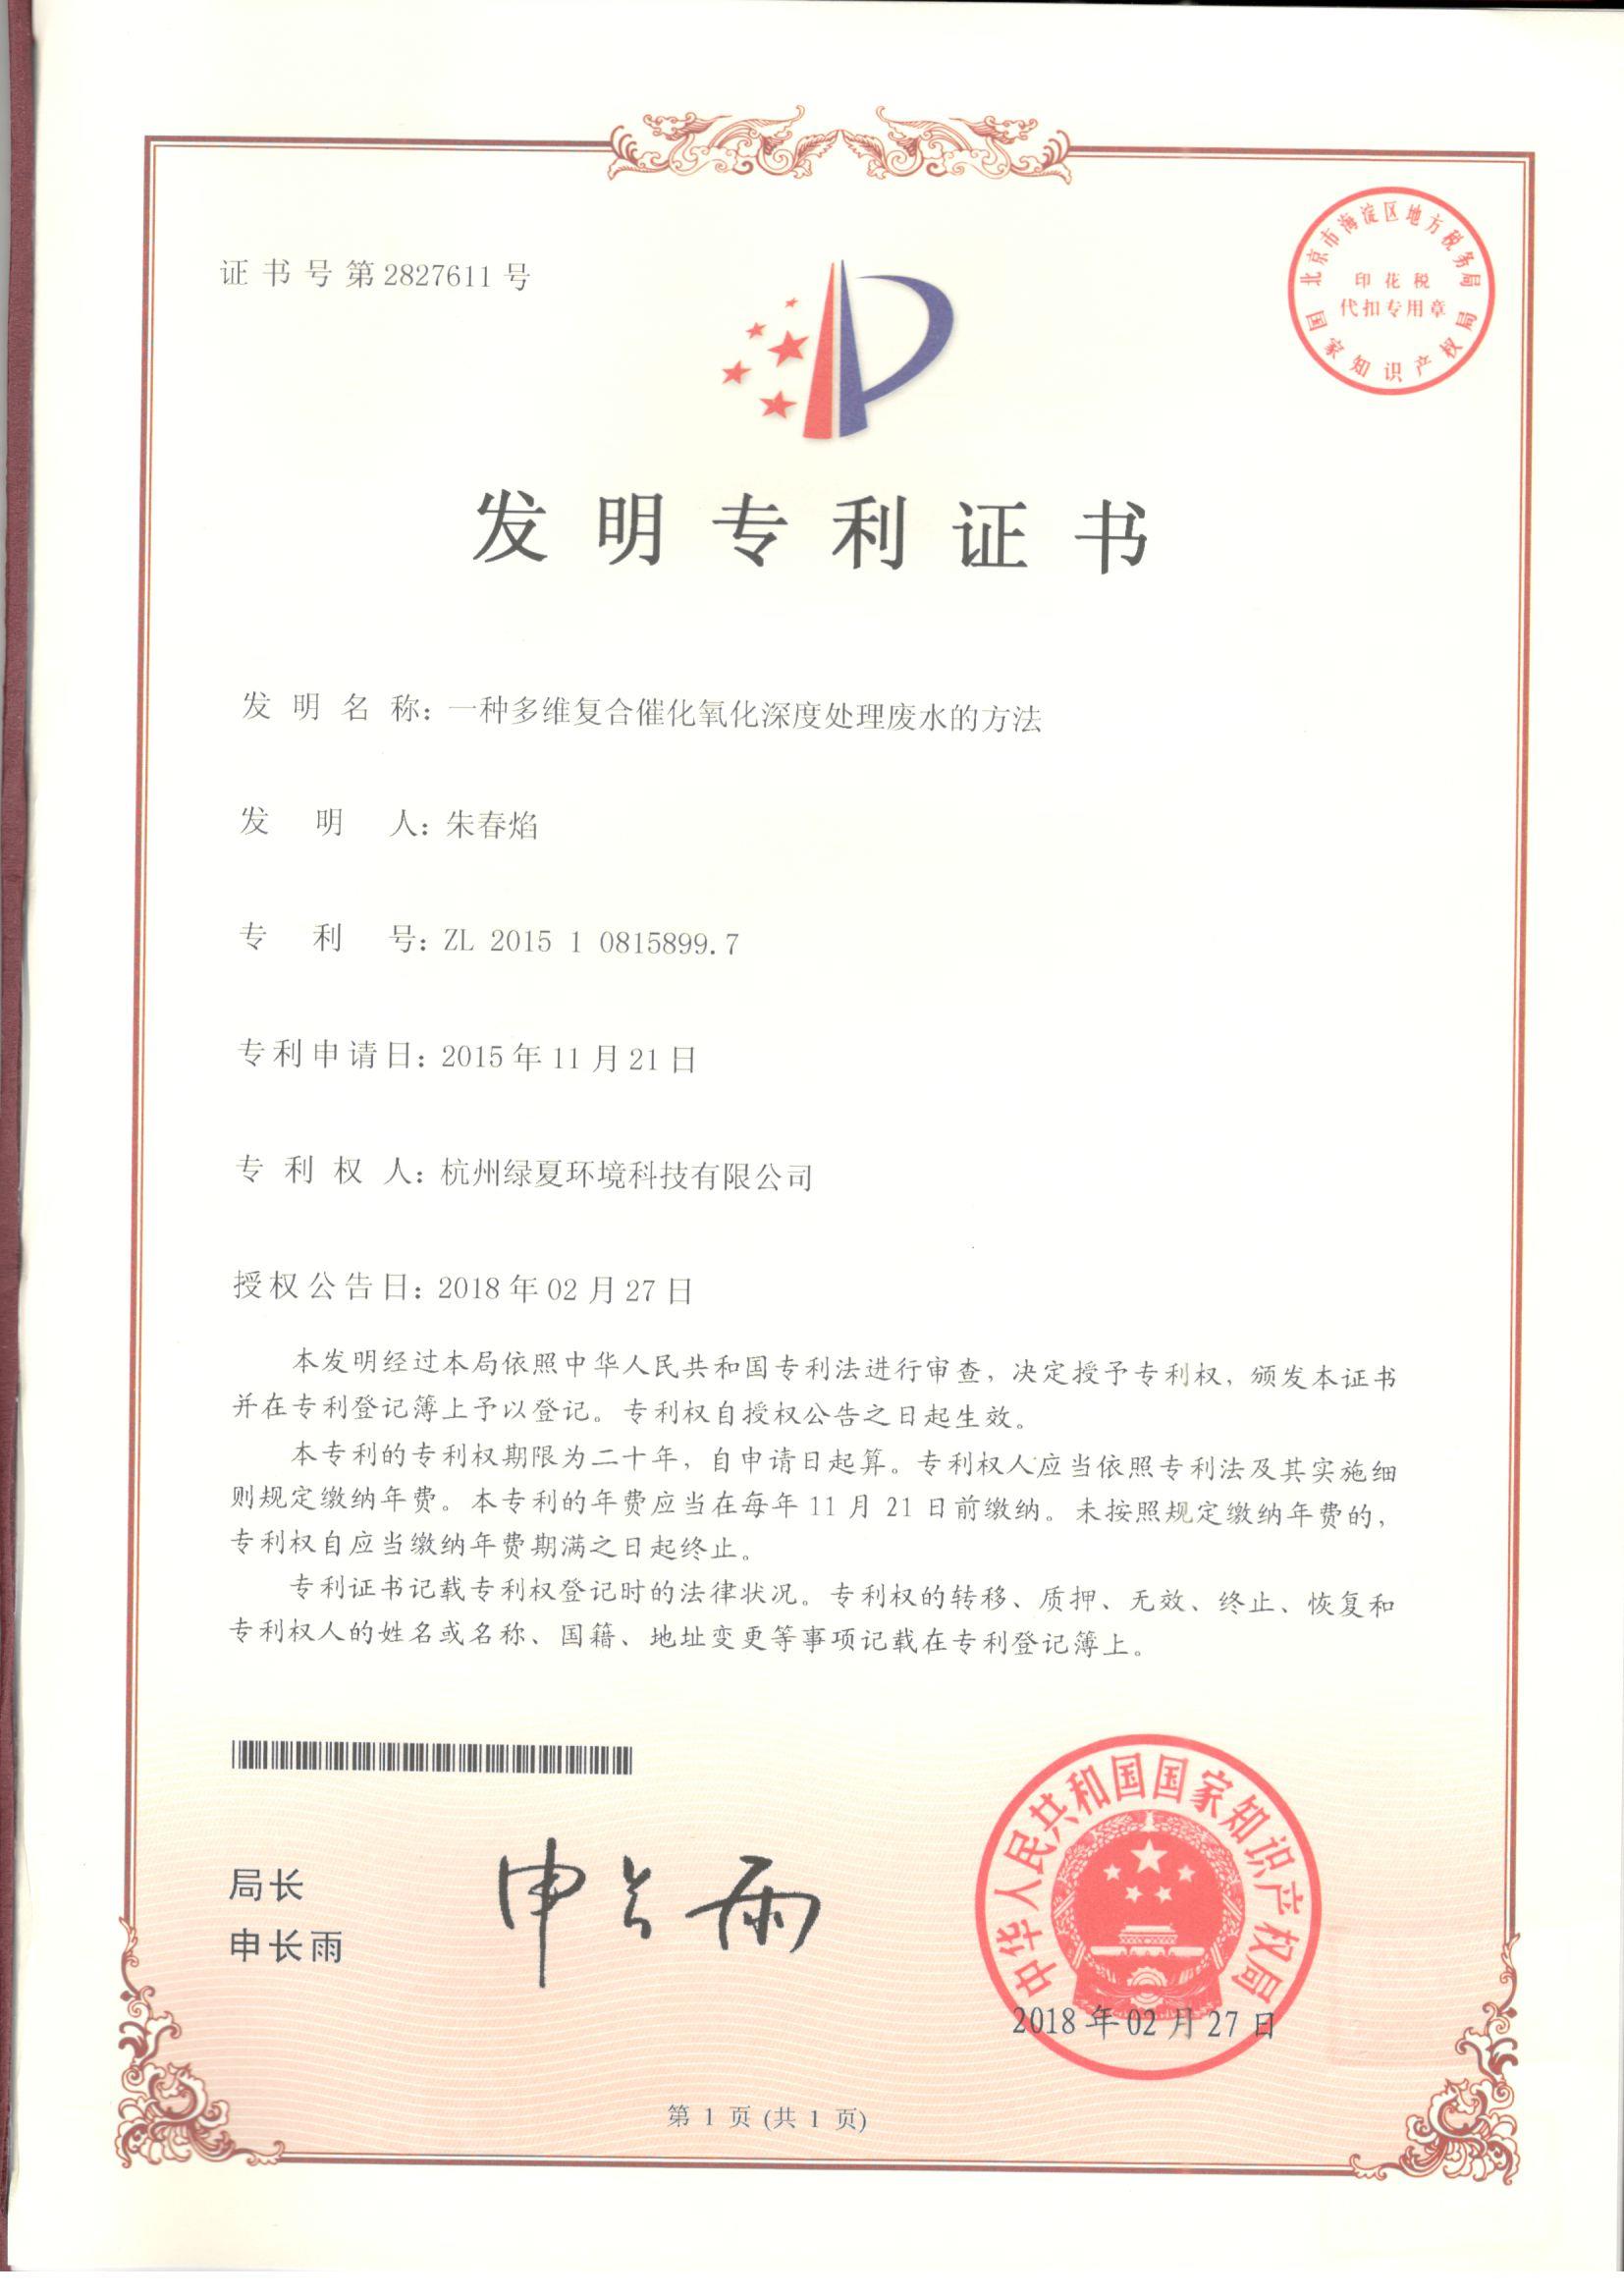 证书号第2827611号
北京市海淀区地方税务局
印花税
代扣专用章
国家知识产权局
发明专利证书
发明名称：一种多维复合催化氧化深度处理废水的方法
发明人：朱春焰
专利号：ZL 2015 1 0815899.7
专利申请日：2015年11月21日
专利权人：杭州绿夏环境科技有限公司
授权公告日：2018年02月27日
本发明经过本局依照中华人民共和国专利法进行审查，决定授予专利权，颁发本证书
并在专利登记簿上予以登记。专利权自授权公告之日起生效。
本专利的专利权期限为二十年，自申请日起算。专利权人应当依照专利法及其实施细
则规定缴纳年费。本专利的年费应当在每年11月21日前缴纳。未按照规定缴纳年费的，
专利权自应当缴纳年费期满之日起终止。
专利证书记载专利权登记时的法律状况。专利权的转移、质押、无效、终止、恢复和
专利权人的姓名或名称、国籍、地址变更等事项记载在专利登记簿上。
局长
申长雨
申长雨
中华人民共和国国家知识产权局
2018年02月27日
第 1 页 (共 1 页)